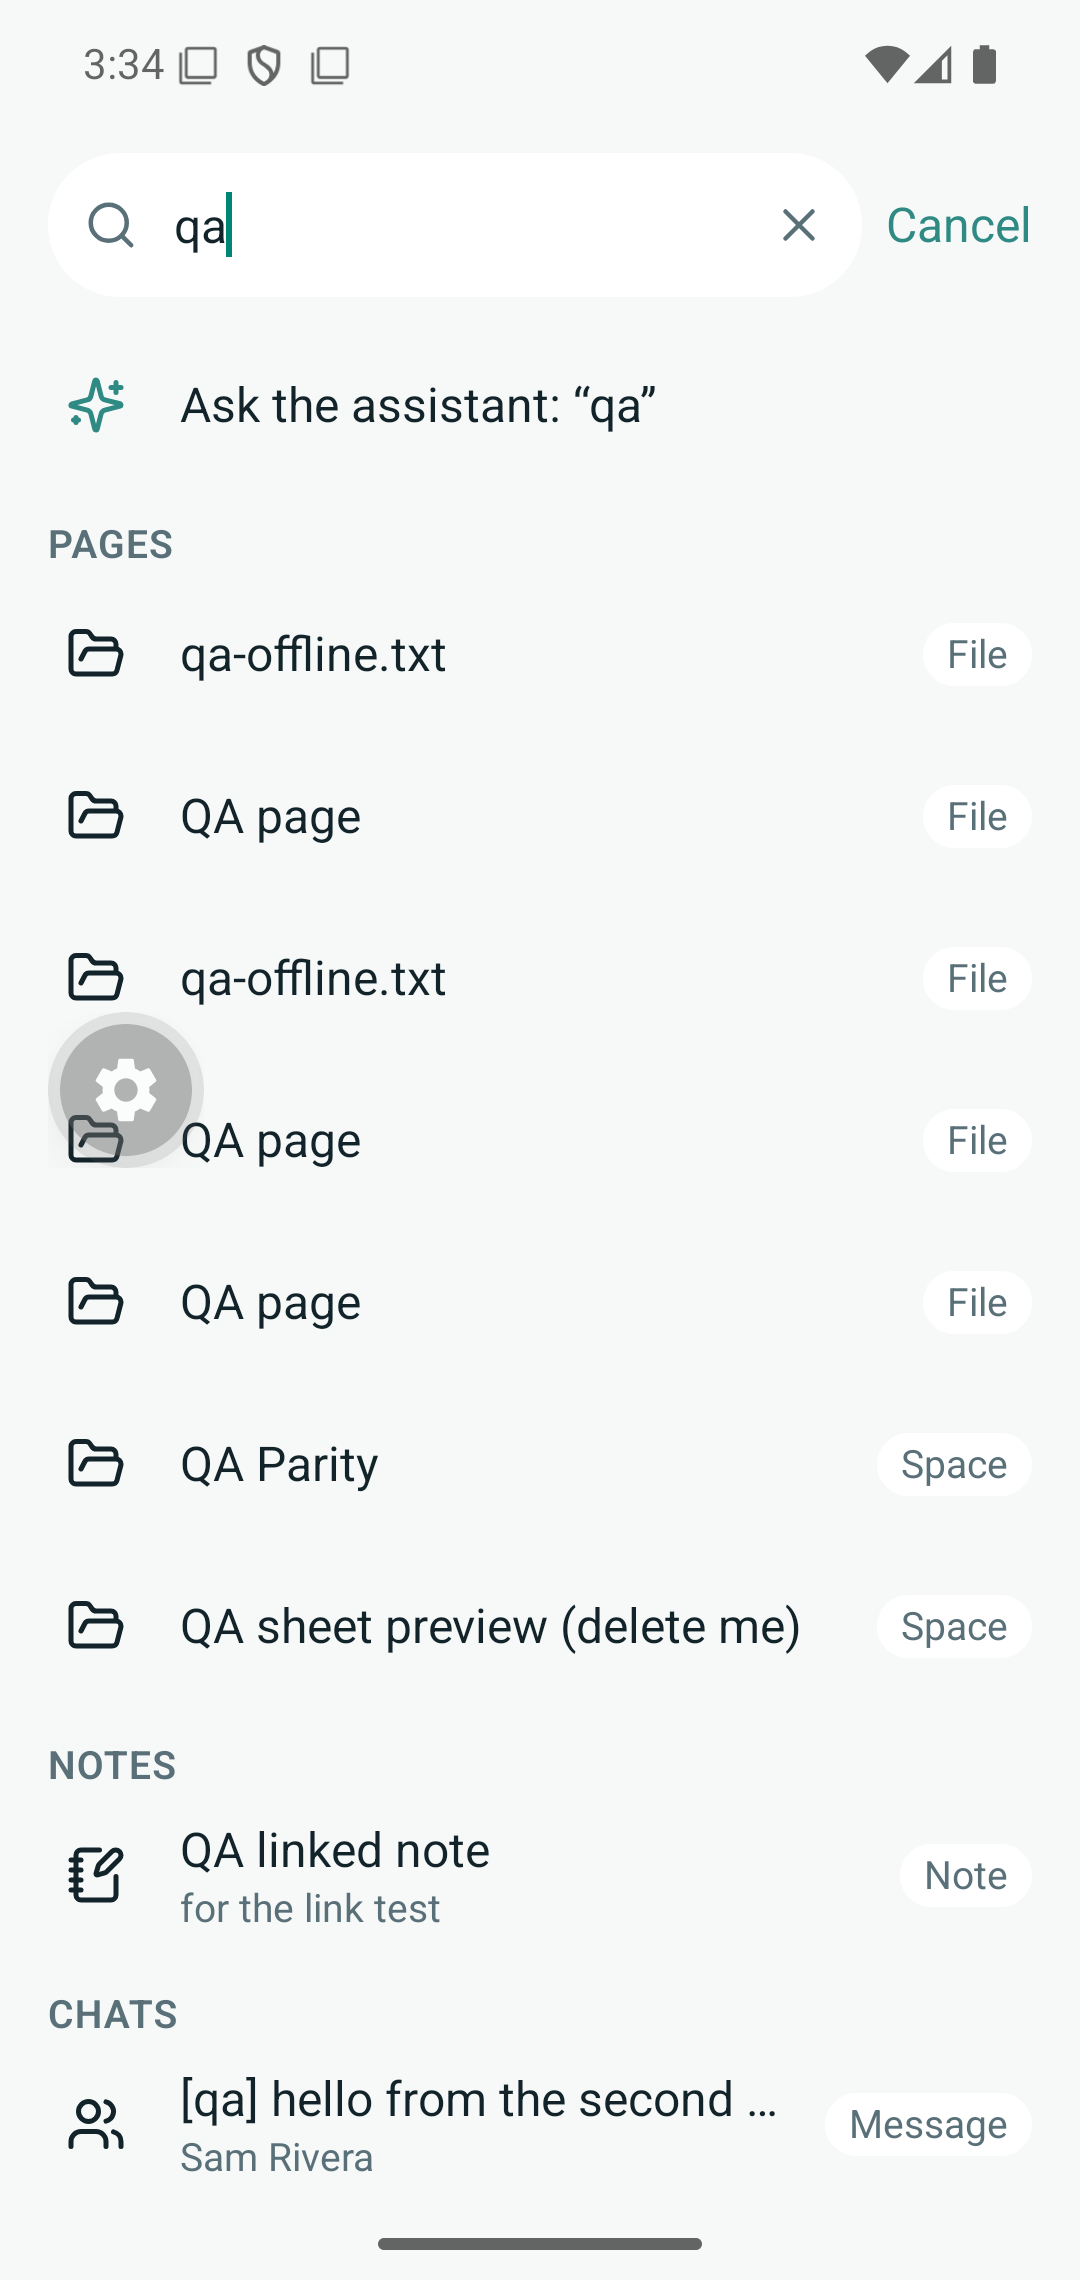 3:34
qa
Cancel
Ask the assistant: “qa”
PAGES
qa-offline.txt
File
QA page
File
qa-offline.txt
File
QA page
File
QA page
File
QA Parity
Space
QA sheet preview (delete me)
Space
NOTES
QA linked note
for the link test
Note
CHATS
[qa] hello from the second ...
Sam Rivera
Message